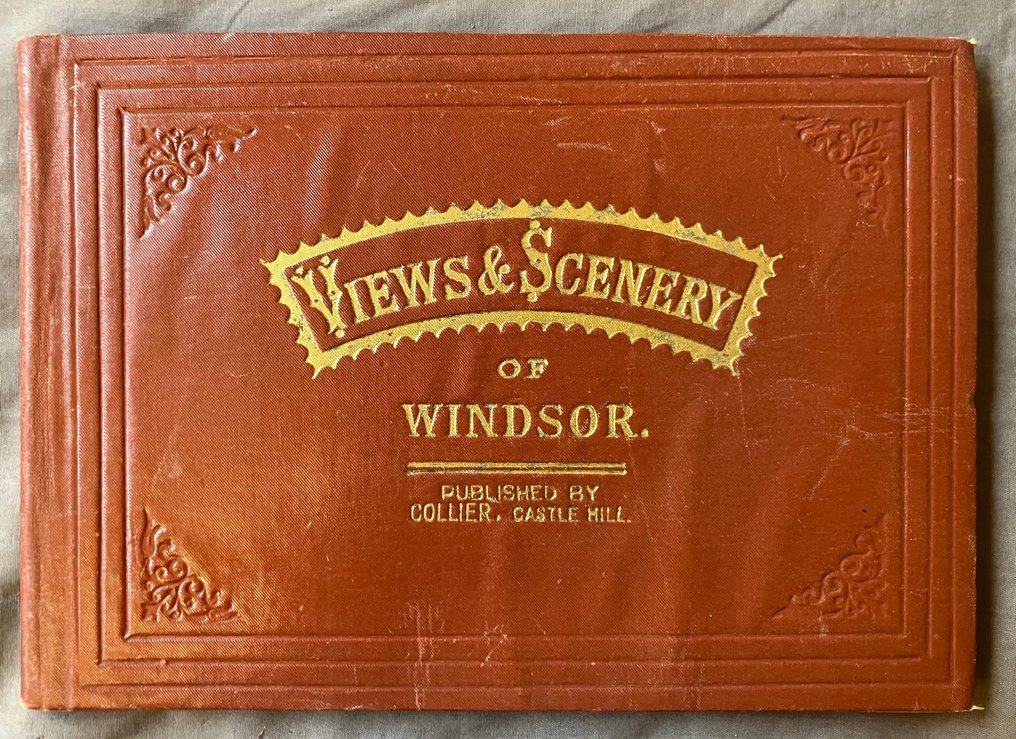 VIEWS & SCENERY
OF
WINDSOR.
PUBLISHED BY
COLLIER, CASTLE HILL.